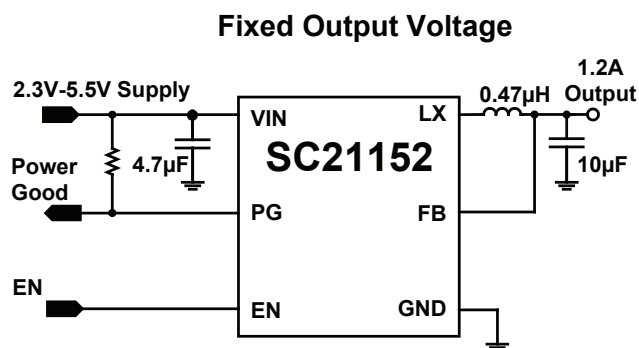 Fixed Output Voltage
2.3V-5.5V Supply
1.2A
Output
0.47µH
VIN
LX
SC21152
4.7µF
10µF
Power
Good
PG
FB
EN
EN
GND